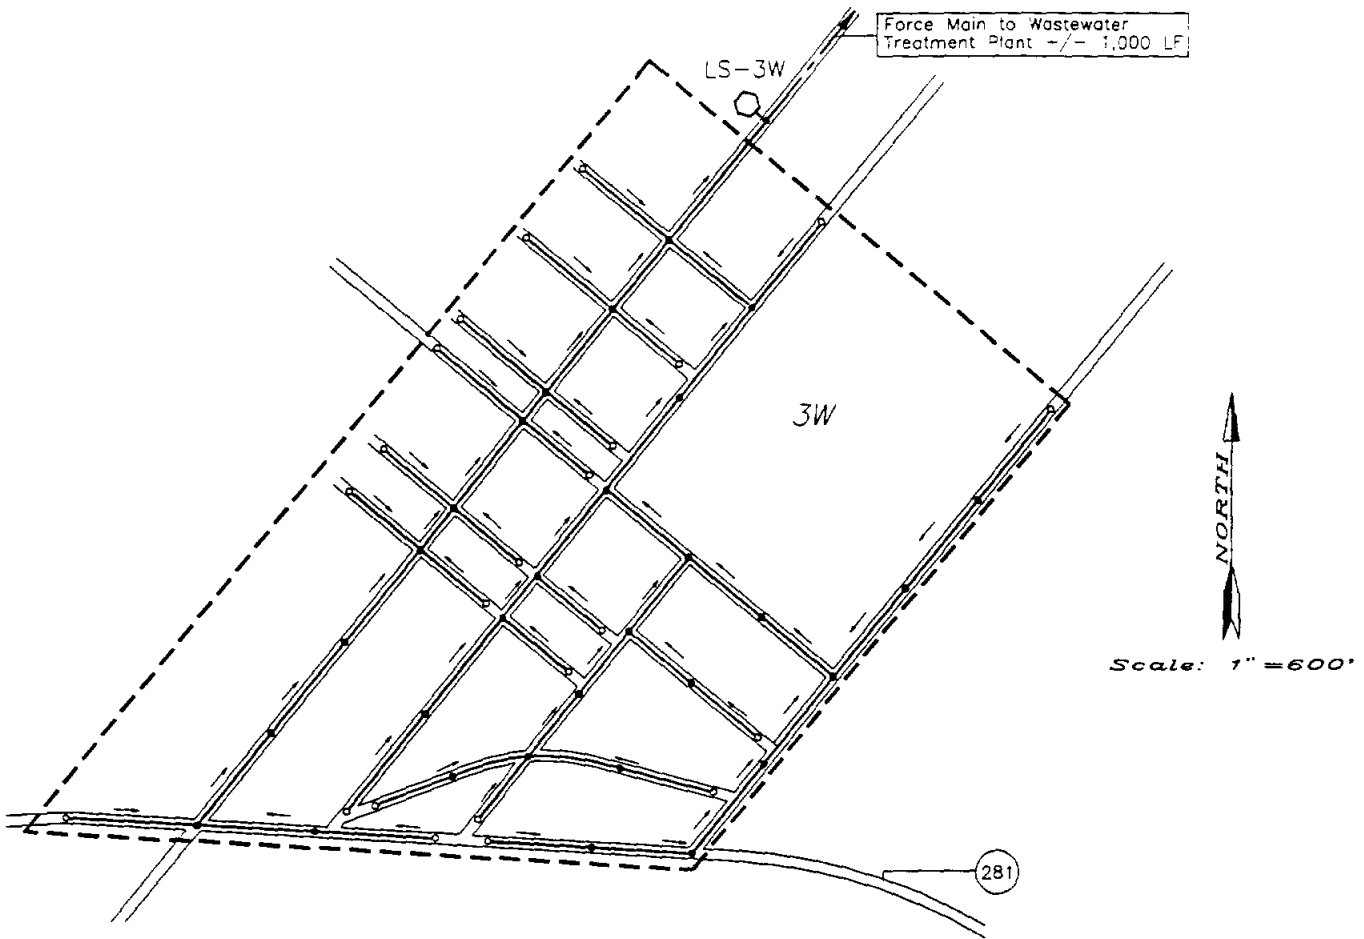 Force Main to Wastewater
Treatment Plant +/- 1,000 LF
LS-3W
3W
NORTH
Scale: 1"=600'
281